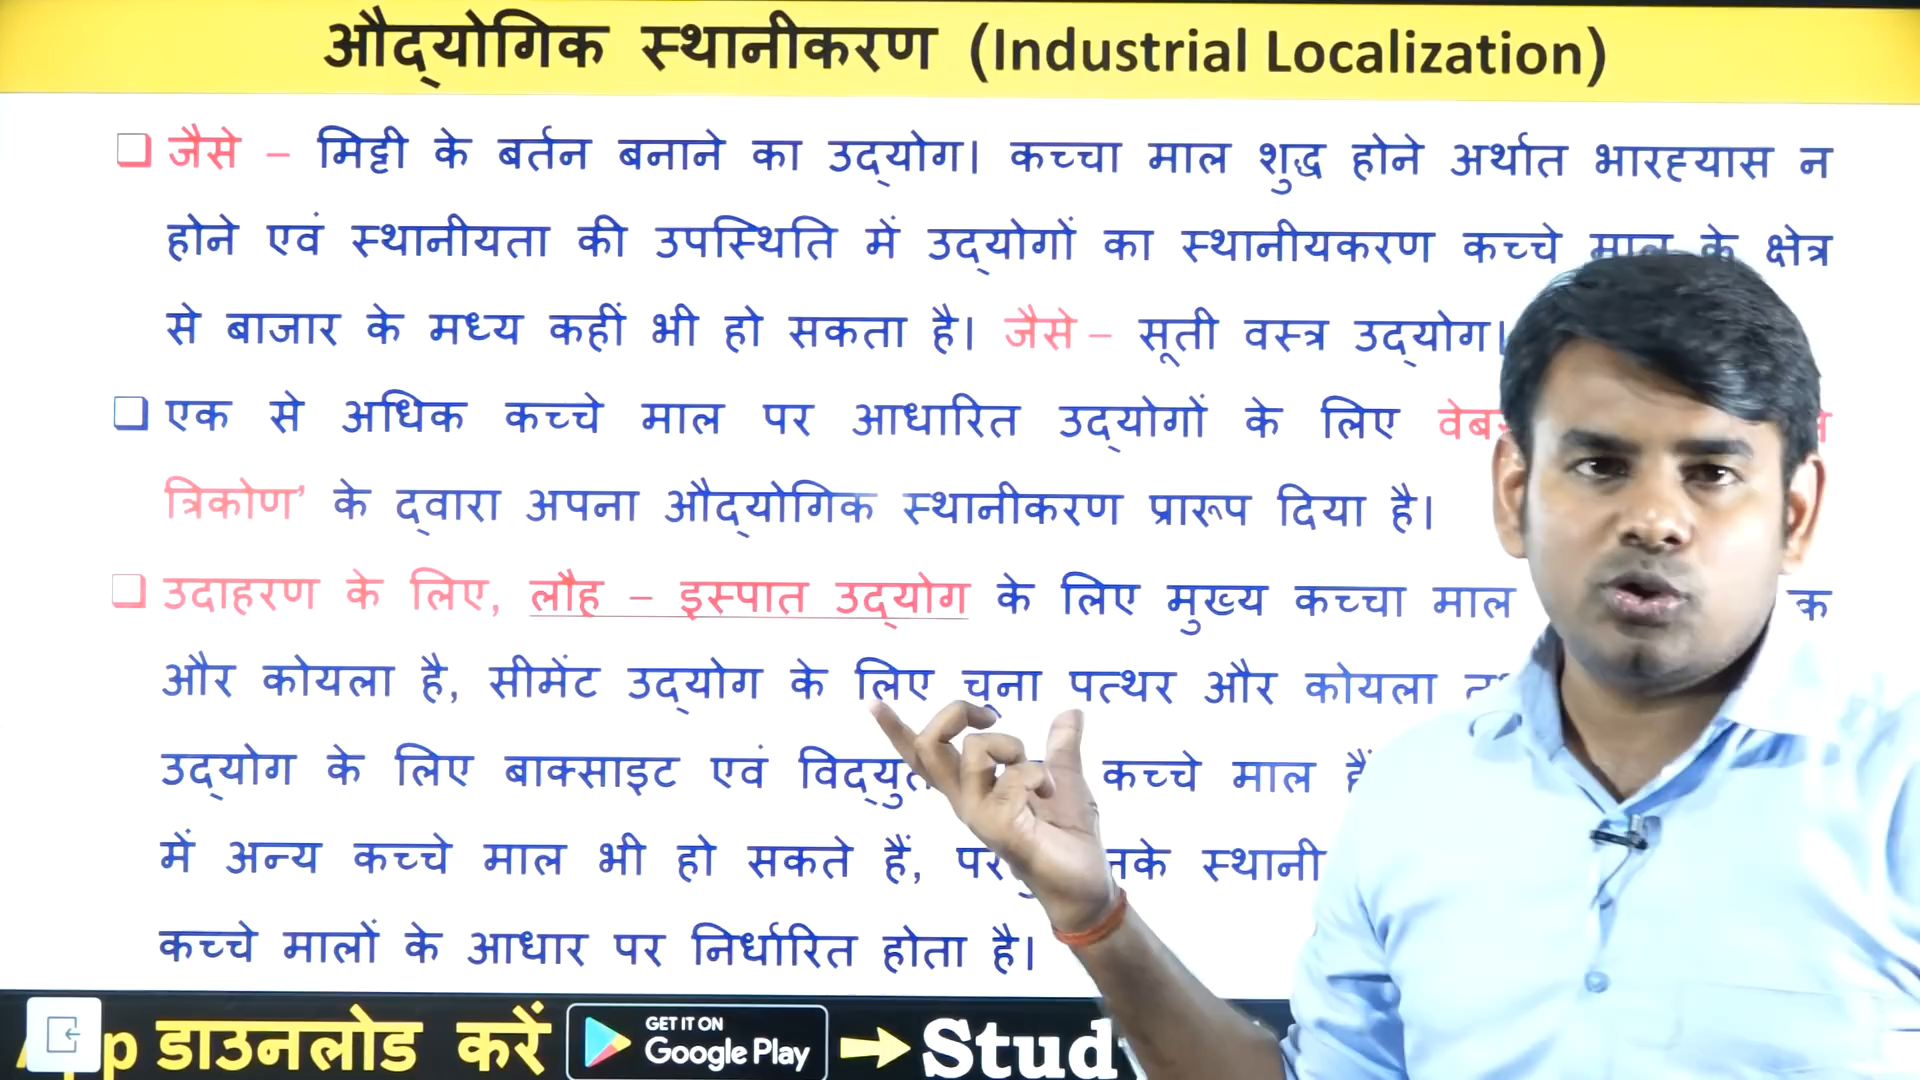 औद्योगिक स्थानीकरण (Industrial Localization)
जैसे – मिट्टी के बर्तन बनाने का उद्योग। कच्चा माल शुद्ध होने अर्थात भारह्यास न
होने एवं स्थानीयता की उपस्थिति में उद्योगों का स्थानीयकरण कच्चे माल के क्षेत्र
से बाजार के मध्य कहीं भी हो सकता है। जैसे – सूती वस्त्र उद्योग।
एक से अधिक कच्चे माल पर आधारित उद्योगों के लिए
त्रिकोण' के द्वारा अपना औद्योगिक स्थानीकरण प्रारूप दिया है।
उदाहरण के लिए, लौह – इस्पात उद्योग के लिए मुख्य कच्चा माल
और कोयला है, सीमेंट उद्योग के लिए चूना पत्थर और कोयला
उद्योग के लिए बाक्साइट एवं कच्चे माल
में अन्य कच्चे माल भी हो सकते हैं,
कच्चे मालों के आधार पर निर्धारित होता है।
डाउनलोड करें GET IT ON Google Play